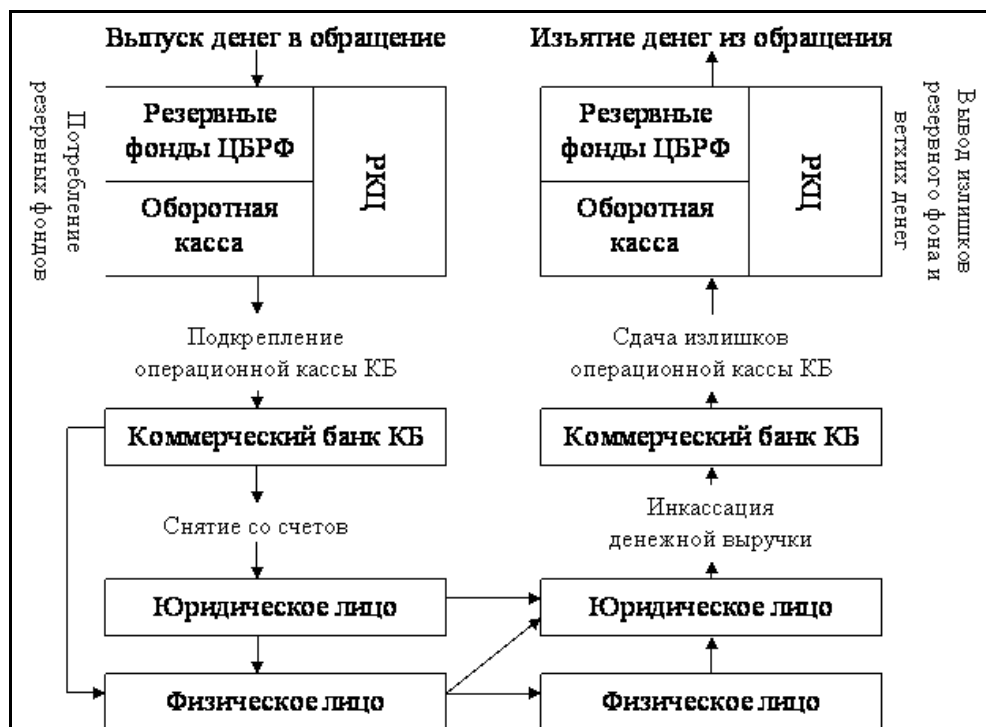 Выпуск денег в обращение
Потребление
резервных фондов
Резервные
фонды ЦБРФ
Оборотная
касса
РКЦ
Подкрепление
операционной кассы КБ
Коммерческий банк КБ
Снятие со счетов
Юридическое лицо
Физическое лицо
Изъятие денег из обращения
Резервные
фонды ЦБРФ
Оборотная
касса
РКЦ
Вывод излишков
резервного фона и
ветхих денег
Сдача излишков
операционной кассы КБ
Коммерческий банк КБ
Инкассация
денежной выручки
Юридическое лицо
Физическое лицо